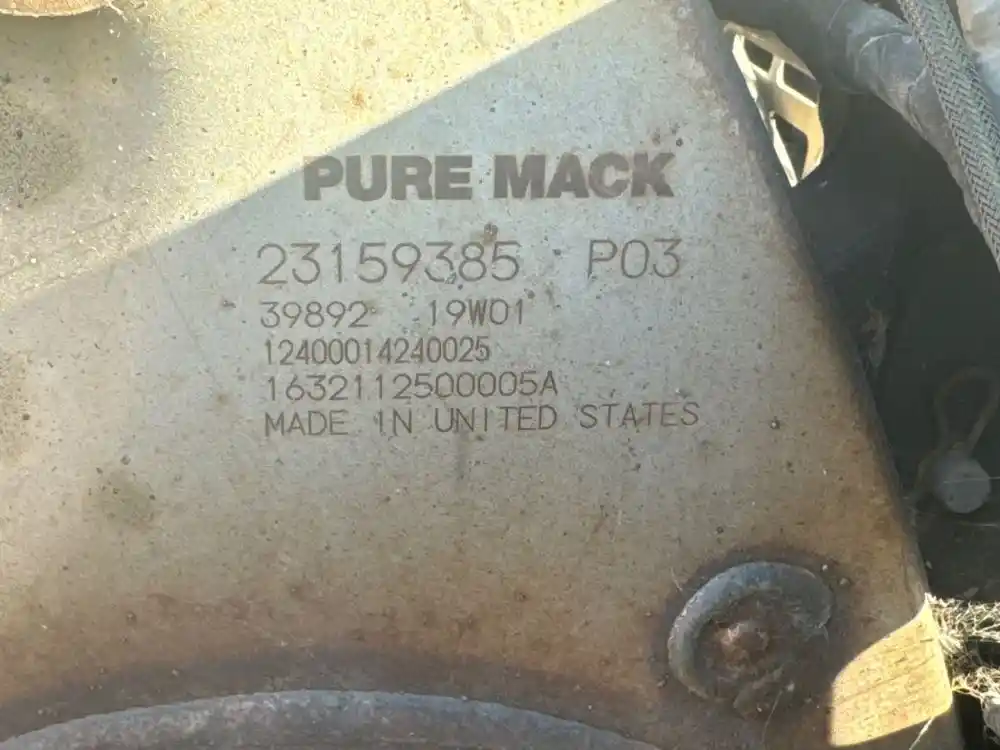 PURE MACK
23159385 P03
39892 19W01
12400014240025
1632112500005A
MADE IN UNITED STATES